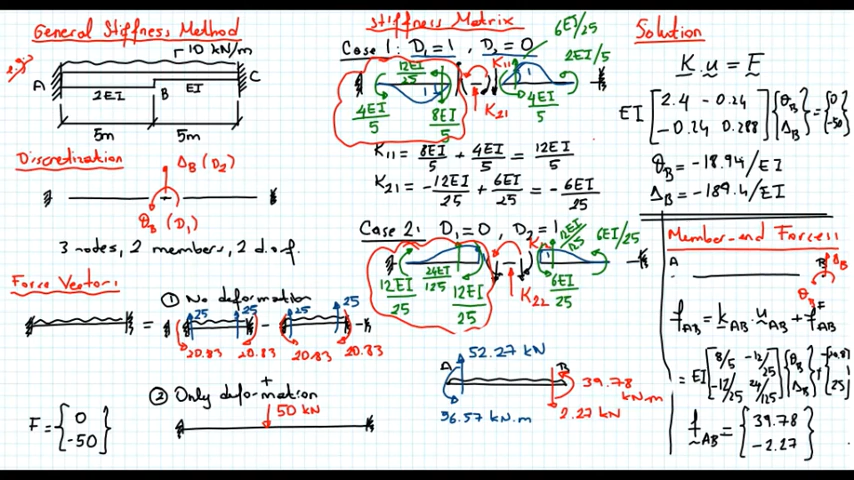 General Stiffness Method
10 kN/m
A
2EI
B
EI
C
5m
5m
Discretization
ΔB (D2)
θB (D1)
3 nodes, 2 members, 2 d.o.f.
Force Vector:
① No deformation
= 25 25 - 25 25
20.83 20.83 20.83 20.83
+
② Only deformation
50 kN
F = {0 -50}
Stiffness Matrix
Case 1: D1=1, D2=0
6EI/25
12EI/25
K11
2EI/5
4EI/5
8EI/5
K21
4EI/5
K11 = 8EI/5 + 4EI/5 = 12EI/5
K21 = -12EI/25 + 6EI/25 = -6EI/25
Case 2: D1=0, D2=1
12EI/125
6EI/25
12EI/25
24EI/125
12EI/25
K22
6EI/25
A
52.27 kN
B
39.78 kN.m
36.57 kN.m
2.27 kN
Solution
K.u = F
EI [2.4 -0.24 -0.24 0.288] {θB ΔB} = {0 -50}
θB = -18.94/EI
ΔB = -189.4/EI
Member-end Forces:
A
B
ΔB
θB
fAB = kAB.uAB + fFAB
= EI [8/5 -12/25 -12/25 24/125] {θB ΔB} + {-20.83 25}
fAB = {39.78 -2.27}